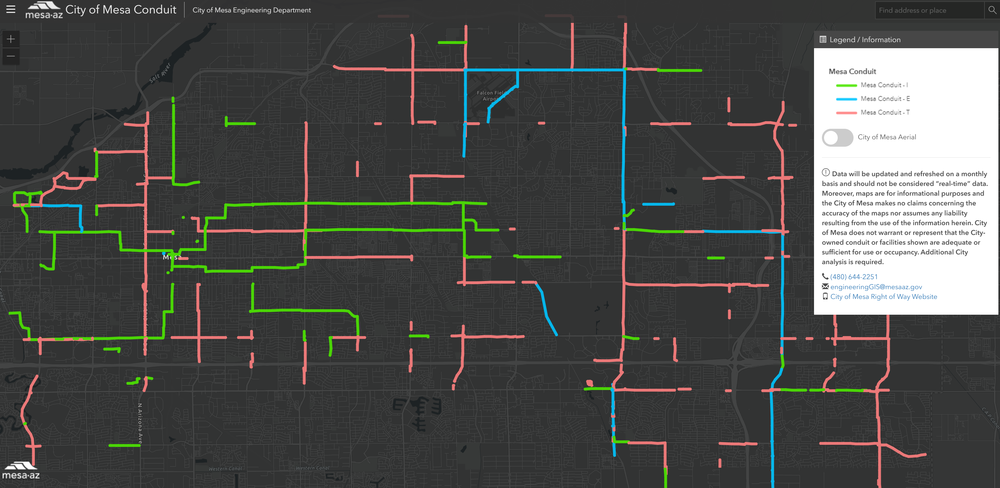 mesa·az
City of Mesa Conduit
City of Mesa Engineering Department
Find address or place
Legend / Information
Mesa Conduit
Mesa Conduit - I
Mesa Conduit - E
Mesa Conduit - T
City of Mesa Aerial
Data will be updated and refreshed on a monthly
basis and should not be considered “real-time” data.
Moreover, maps are for informational purposes and
the City of Mesa makes no claims concerning the
accuracy of the maps nor assumes any liability
resulting from the use of the information herein. City
of Mesa does not warrant or represent that the City-
owned conduit or facilities shown are adequate or
sufficient for use or occupancy. Additional City
analysis is required.
(480) 644-2251
engineeringGIS@mesaaz.gov
City of Mesa Right of Way Website
Salt River
Falcon Field
Airport
Mesa
Canal
N Arizona Ave
CAP Canal
Western Canal
Western Canal
mesa·az